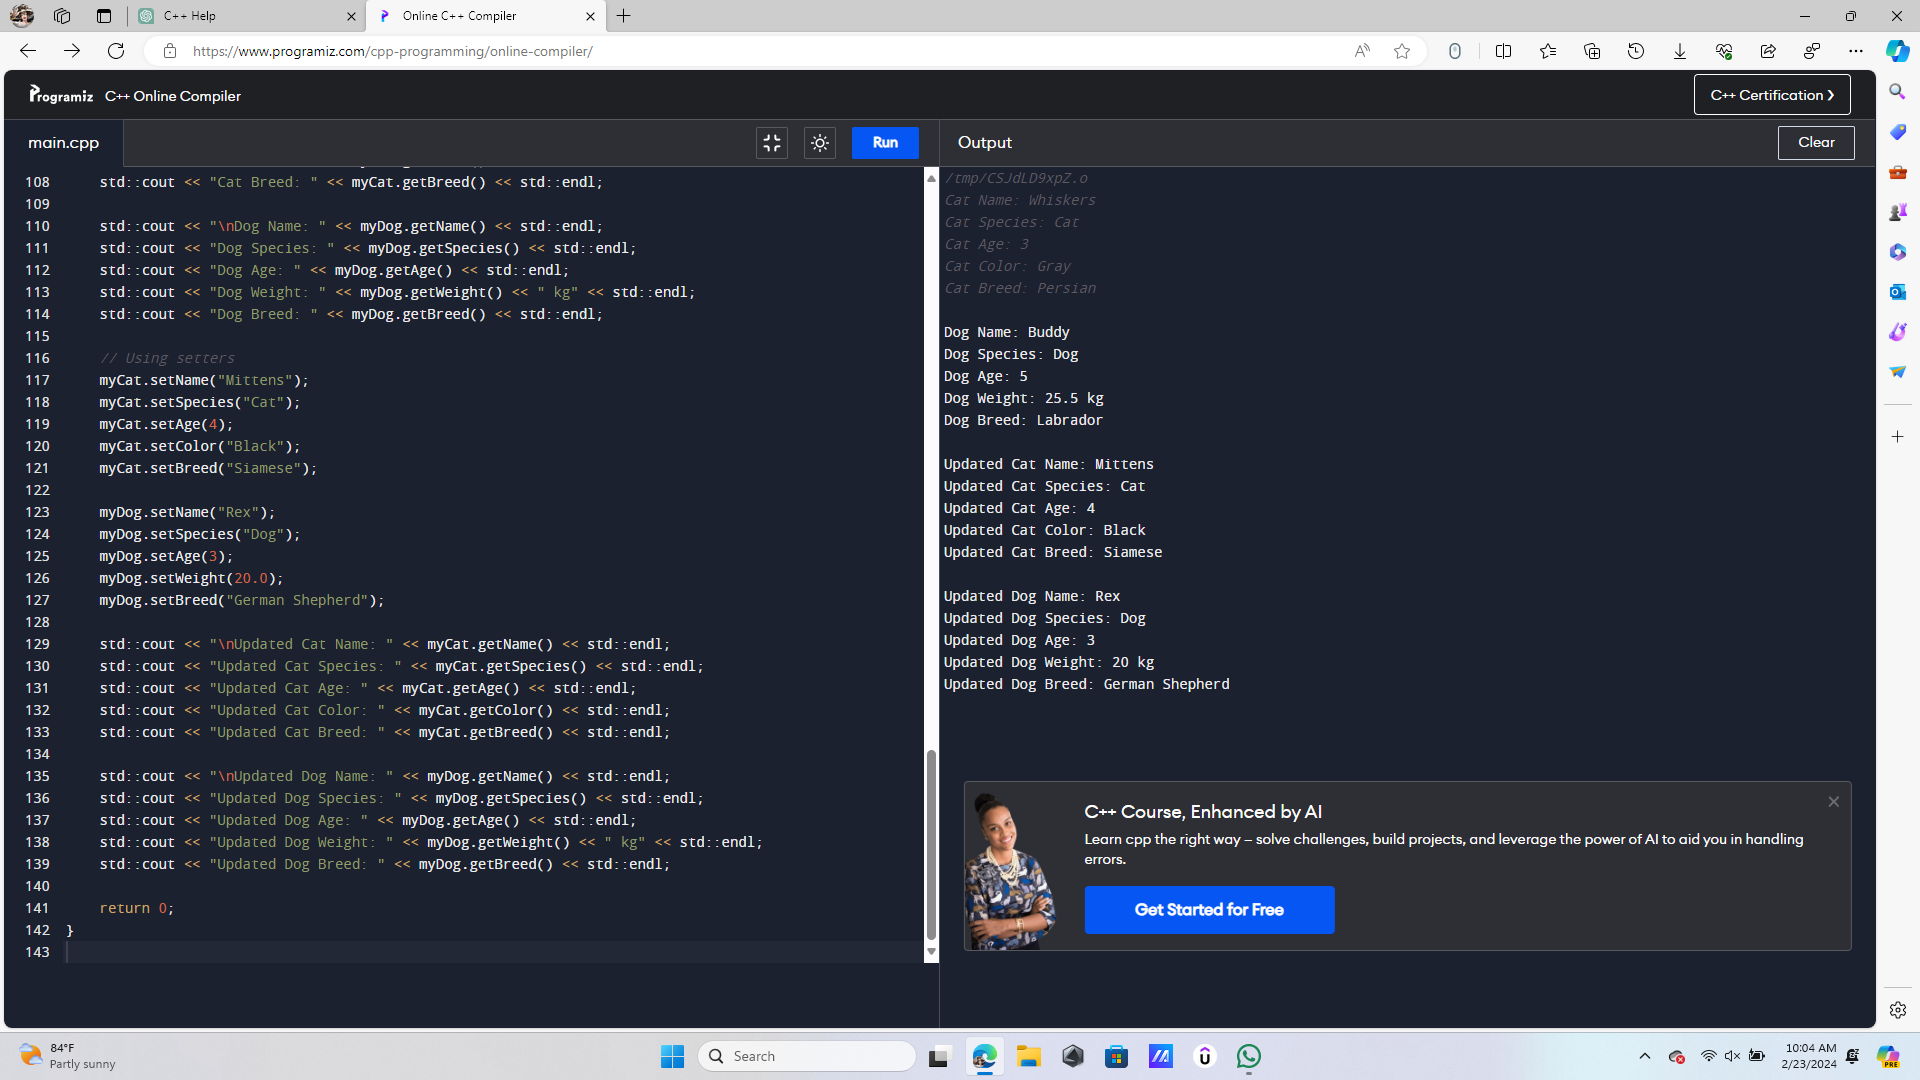 C++ Help
Online C++ Compiler
https://www.programiz.com/cpp-programming/online-compiler/
Programiz C++ Online Compiler
C++ Certification ❯
main.cpp
Run
Output
Clear
108 std::cout << "Cat Breed: " << myCat.getBreed() << std::endl;
109
110 std::cout << "\nDog Name: " << myDog.getName() << std::endl;
111 std::cout << "Dog Species: " << myDog.getSpecies() << std::endl;
112 std::cout << "Dog Age: " << myDog.getAge() << std::endl;
113 std::cout << "Dog Weight: " << myDog.getWeight() << " kg" << std::endl;
114 std::cout << "Dog Breed: " << myDog.getBreed() << std::endl;
115
116 // Using setters
117 myCat.setName("Mittens");
118 myCat.setSpecies("Cat");
119 myCat.setAge(4);
120 myCat.setColor("Black");
121 myCat.setBreed("Siamese");
122
123 myDog.setName("Rex");
124 myDog.setSpecies("Dog");
125 myDog.setAge(3);
126 myDog.setWeight(20.0);
127 myDog.setBreed("German Shepherd");
128
129 std::cout << "\nUpdated Cat Name: " << myCat.getName() << std::endl;
130 std::cout << "Updated Cat Species: " << myCat.getSpecies() << std::endl;
131 std::cout << "Updated Cat Age: " << myCat.getAge() << std::endl;
132 std::cout << "Updated Cat Color: " << myCat.getColor() << std::endl;
133 std::cout << "Updated Cat Breed: " << myCat.getBreed() << std::endl;
134
135 std::cout << "\nUpdated Dog Name: " << myDog.getName() << std::endl;
136 std::cout << "Updated Dog Species: " << myDog.getSpecies() << std::endl;
137 std::cout << "Updated Dog Age: " << myDog.getAge() << std::endl;
138 std::cout << "Updated Dog Weight: " << myDog.getWeight() << " kg" << std::endl;
139 std::cout << "Updated Dog Breed: " << myDog.getBreed() << std::endl;
140
141 return 0;
142 }
143
/tmp/CSJdLD9xpZ.o
Cat Name: Whiskers
Cat Species: Cat
Cat Age: 3
Cat Color: Gray
Cat Breed: Persian
Dog Name: Buddy
Dog Species: Dog
Dog Age: 5
Dog Weight: 25.5 kg
Dog Breed: Labrador
Updated Cat Name: Mittens
Updated Cat Species: Cat
Updated Cat Age: 4
Updated Cat Color: Black
Updated Cat Breed: Siamese
Updated Dog Name: Rex
Updated Dog Species: Dog
Updated Dog Age: 3
Updated Dog Weight: 20 kg
Updated Dog Breed: German Shepherd
C++ Course, Enhanced by AI
Learn cpp the right way – solve challenges, build projects, and leverage the power of AI to aid you in handling
errors.
Get Started for Free
84°F
Partly sunny
Search
10:04 AM
2/23/2024
PRE